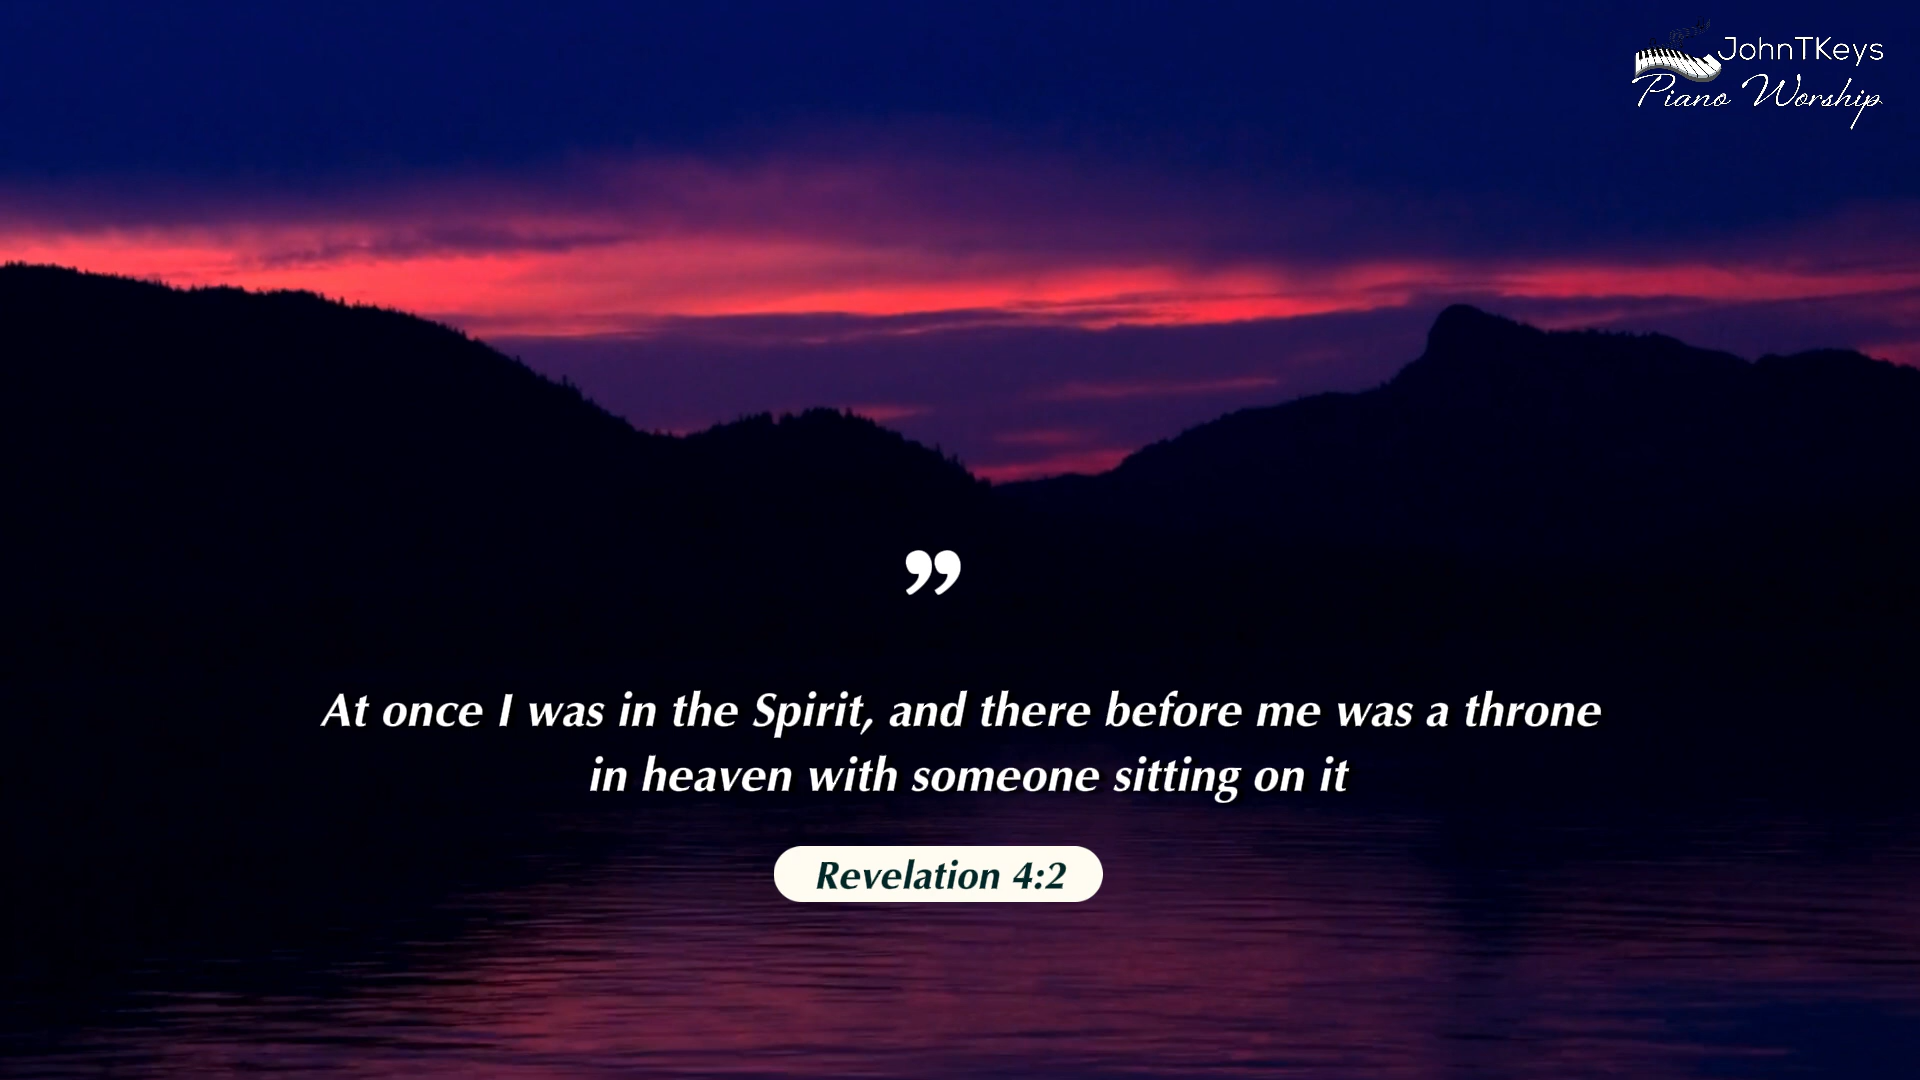 JohnTKeys
Piano Worship
”
At once I was in the Spirit, and there before me was a throne
in heaven with someone sitting on it
Revelation 4:2